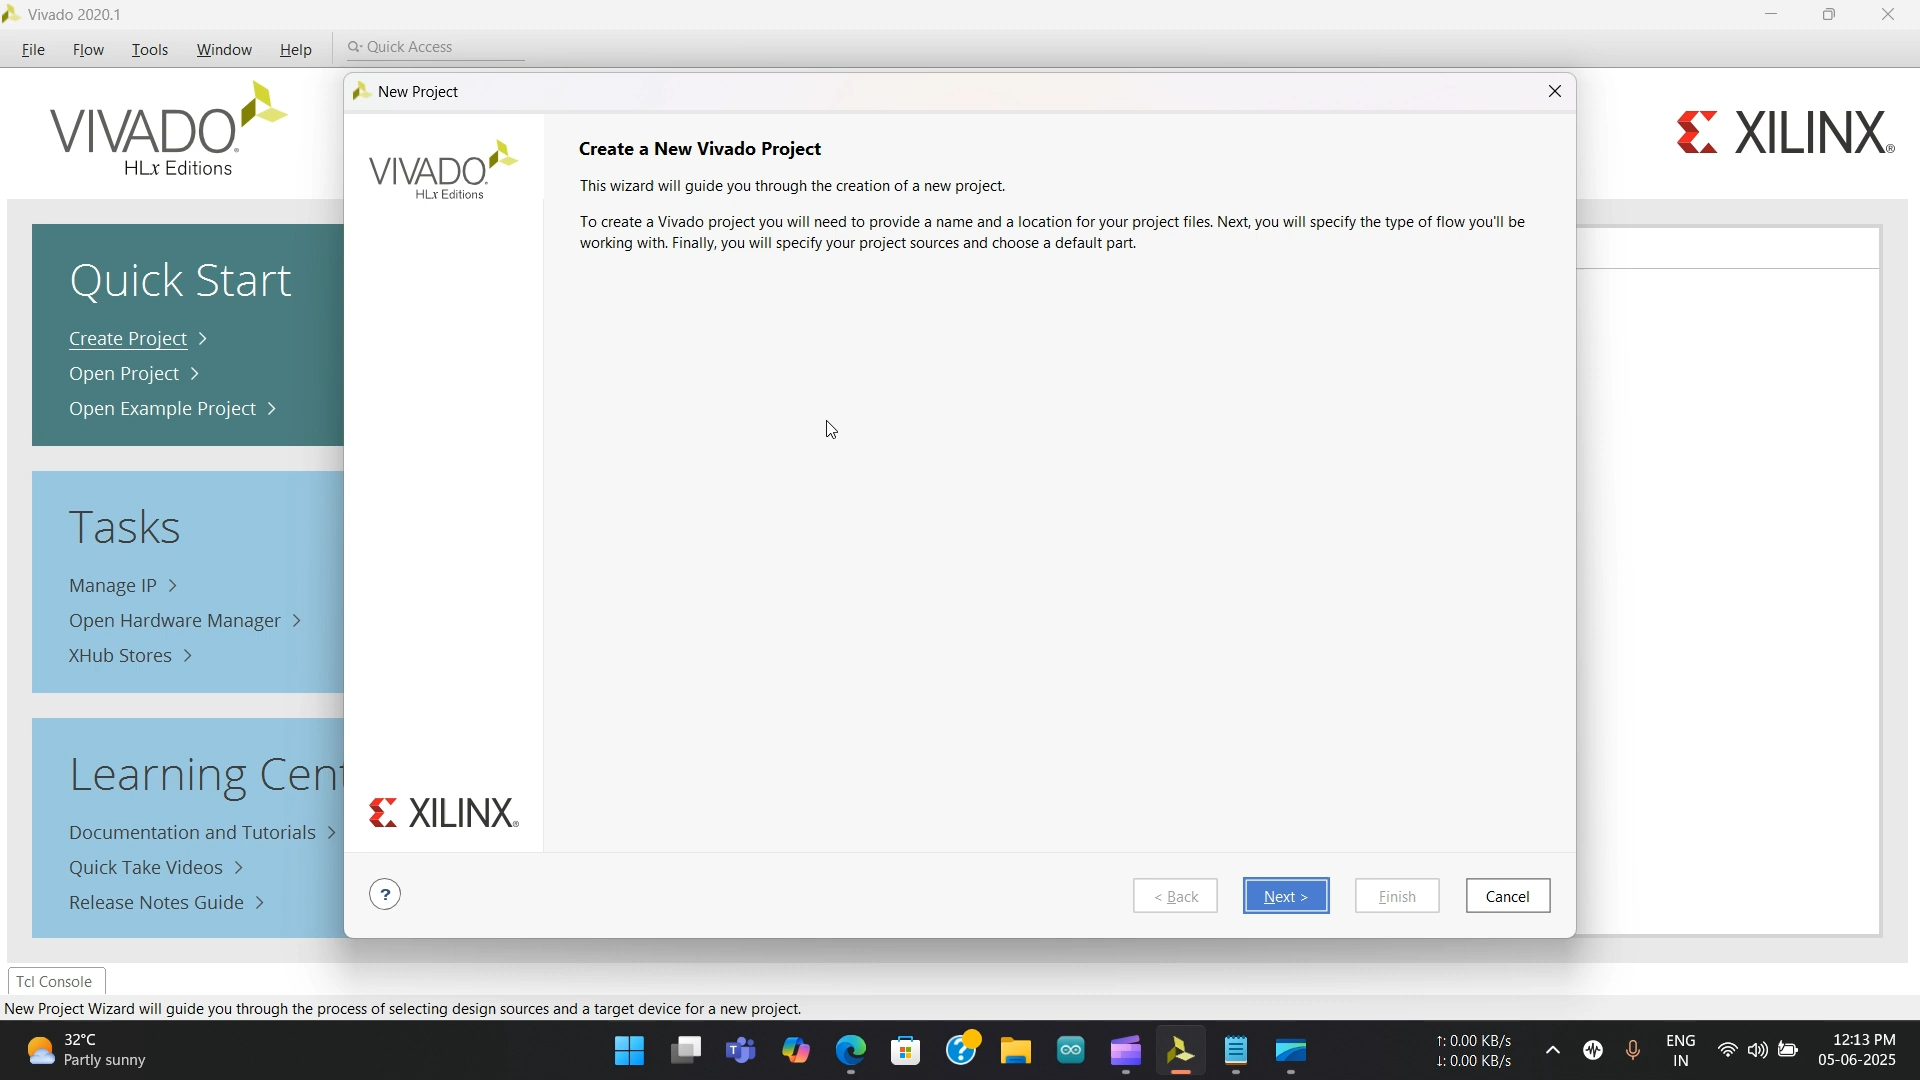 Vivado 2020.1
File Flow Tools Window Help Quick Access
VIVADO.
HLx Editions
XILINX®
New Project
VIVADO.
HLx Editions
Create a New Vivado Project
This wizard will guide you through the creation of a new project.
To create a Vivado project you will need to provide a name and a location for your project files. Next, you will specify the type of flow you'll be
working with. Finally, you will specify your project sources and choose a default part.
Quick Start
Create Project >
Open Project >
Open Example Project >
Tasks
Manage IP >
Open Hardware Manager >
XHub Stores >
Learning Cent
Documentation and Tutorials >
Quick Take Videos >
Release Notes Guide >
XILINX®
?
< Back
Next >
Finish
Cancel
Tcl Console
New Project Wizard will guide you through the process of selecting design sources and a target device for a new project.
32°C
Partly sunny
↑: 0.00 KB/s
↓: 0.00 KB/s
ENG
IN
12:13 PM
05-06-2025